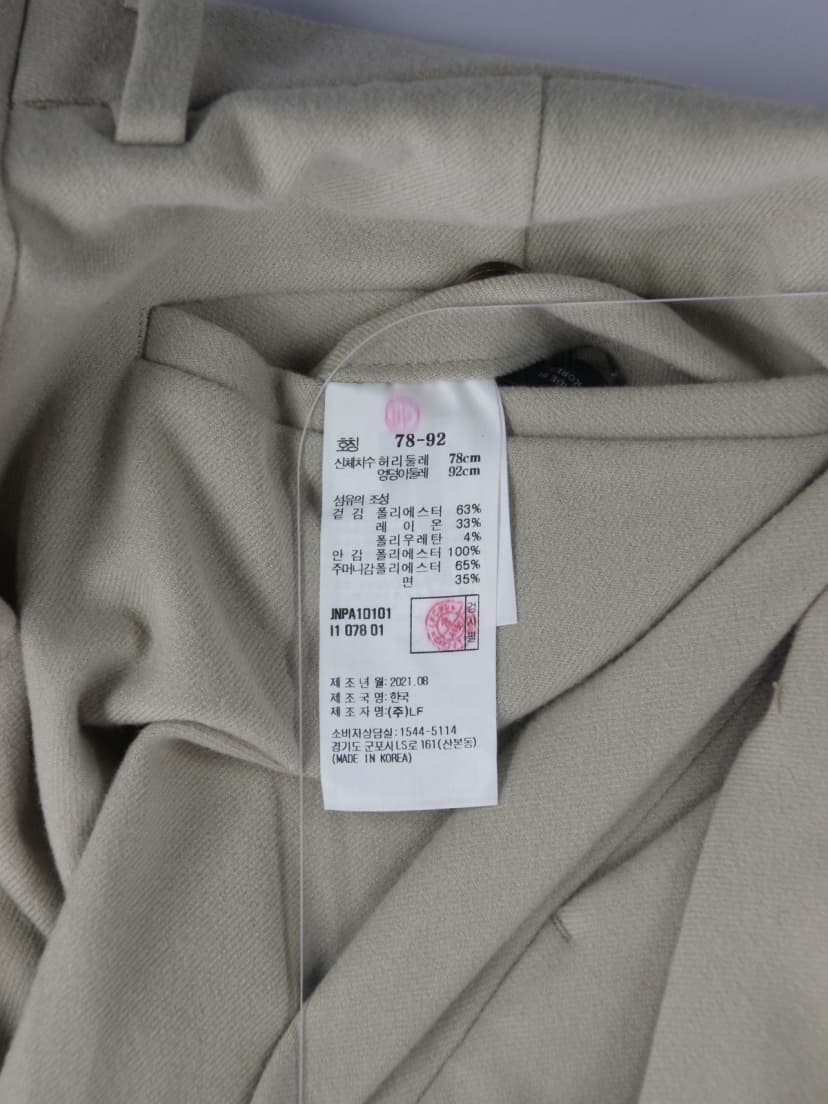 호칭 78-92
신체치수 허리둘레 78cm
엉덩이둘레 92cm
섬유의 조성
겉감 폴리에스터 63%
레이온 33%
폴리우레탄 4%
안감 폴리에스터 100%
주머니감 폴리에스터 65%
면 35%
JNPA1D101
I1 078 01
검사필
제조년월: 2021.08
제조국명: 한국
제조자명: (주)LF
소비자상담실: 1544-5114
경기도 군포시 LS로 161(산본동)
(MADE IN KOREA)